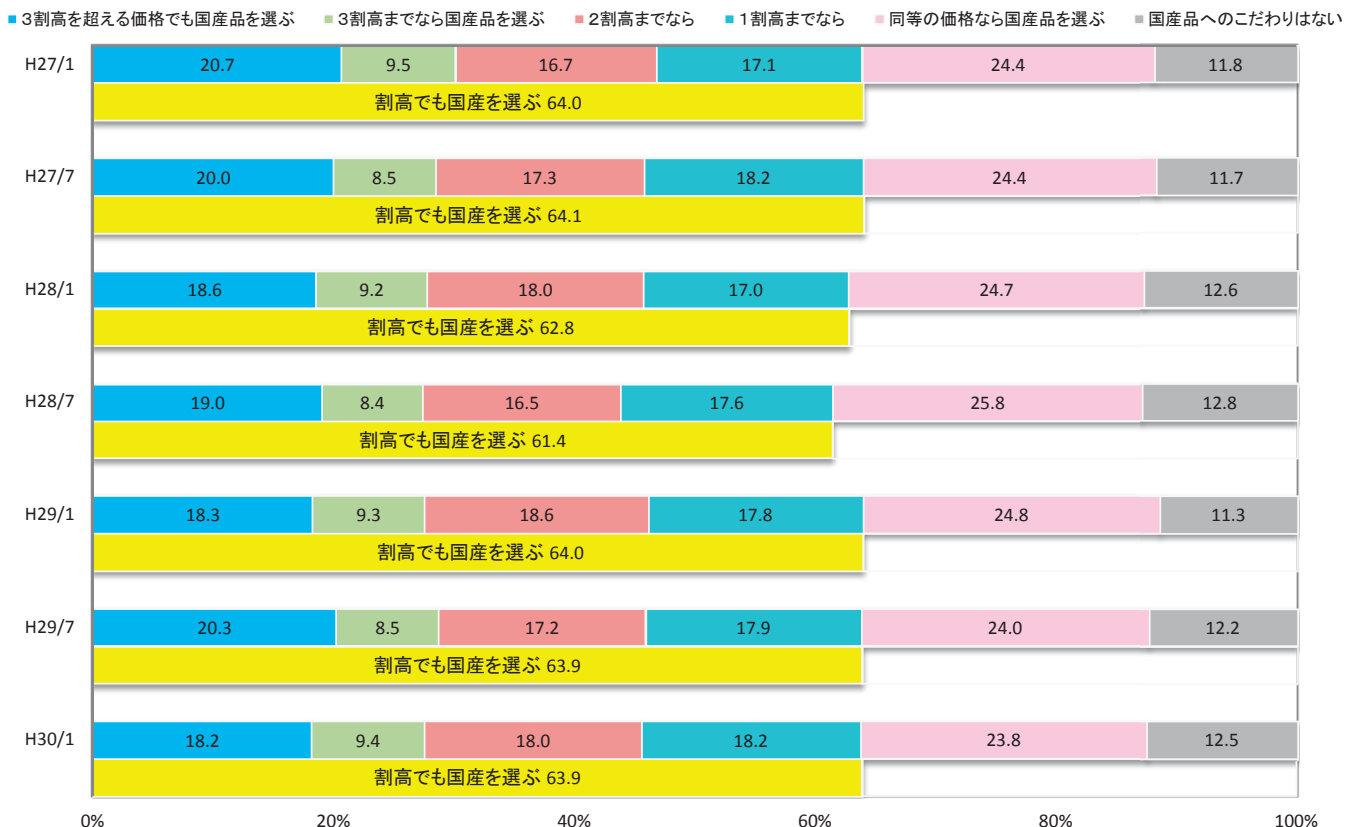 ■３割高を超える価格でも国産品を選ぶ ■３割高までなら国産品を選ぶ ■２割高までなら ■１割高までなら ■同等の価格なら国産品を選ぶ ■国産品へのこだわりはない
H27/1 20.7 9.5 16.7 17.1 24.4 11.8
割高でも国産を選ぶ 64.0
H27/7 20.0 8.5 17.3 18.2 24.4 11.7
割高でも国産を選ぶ 64.1
H28/1 18.6 9.2 18.0 17.0 24.7 12.6
割高でも国産を選ぶ 62.8
H28/7 19.0 8.4 16.5 17.6 25.8 12.8
割高でも国産を選ぶ 61.4
H29/1 18.3 9.3 18.6 17.8 24.8 11.3
割高でも国産を選ぶ 64.0
H29/7 20.3 8.5 17.2 17.9 24.0 12.2
割高でも国産を選ぶ 63.9
H30/1 18.2 9.4 18.0 18.2 23.8 12.5
割高でも国産を選ぶ 63.9
0% 20% 40% 60% 80% 100%